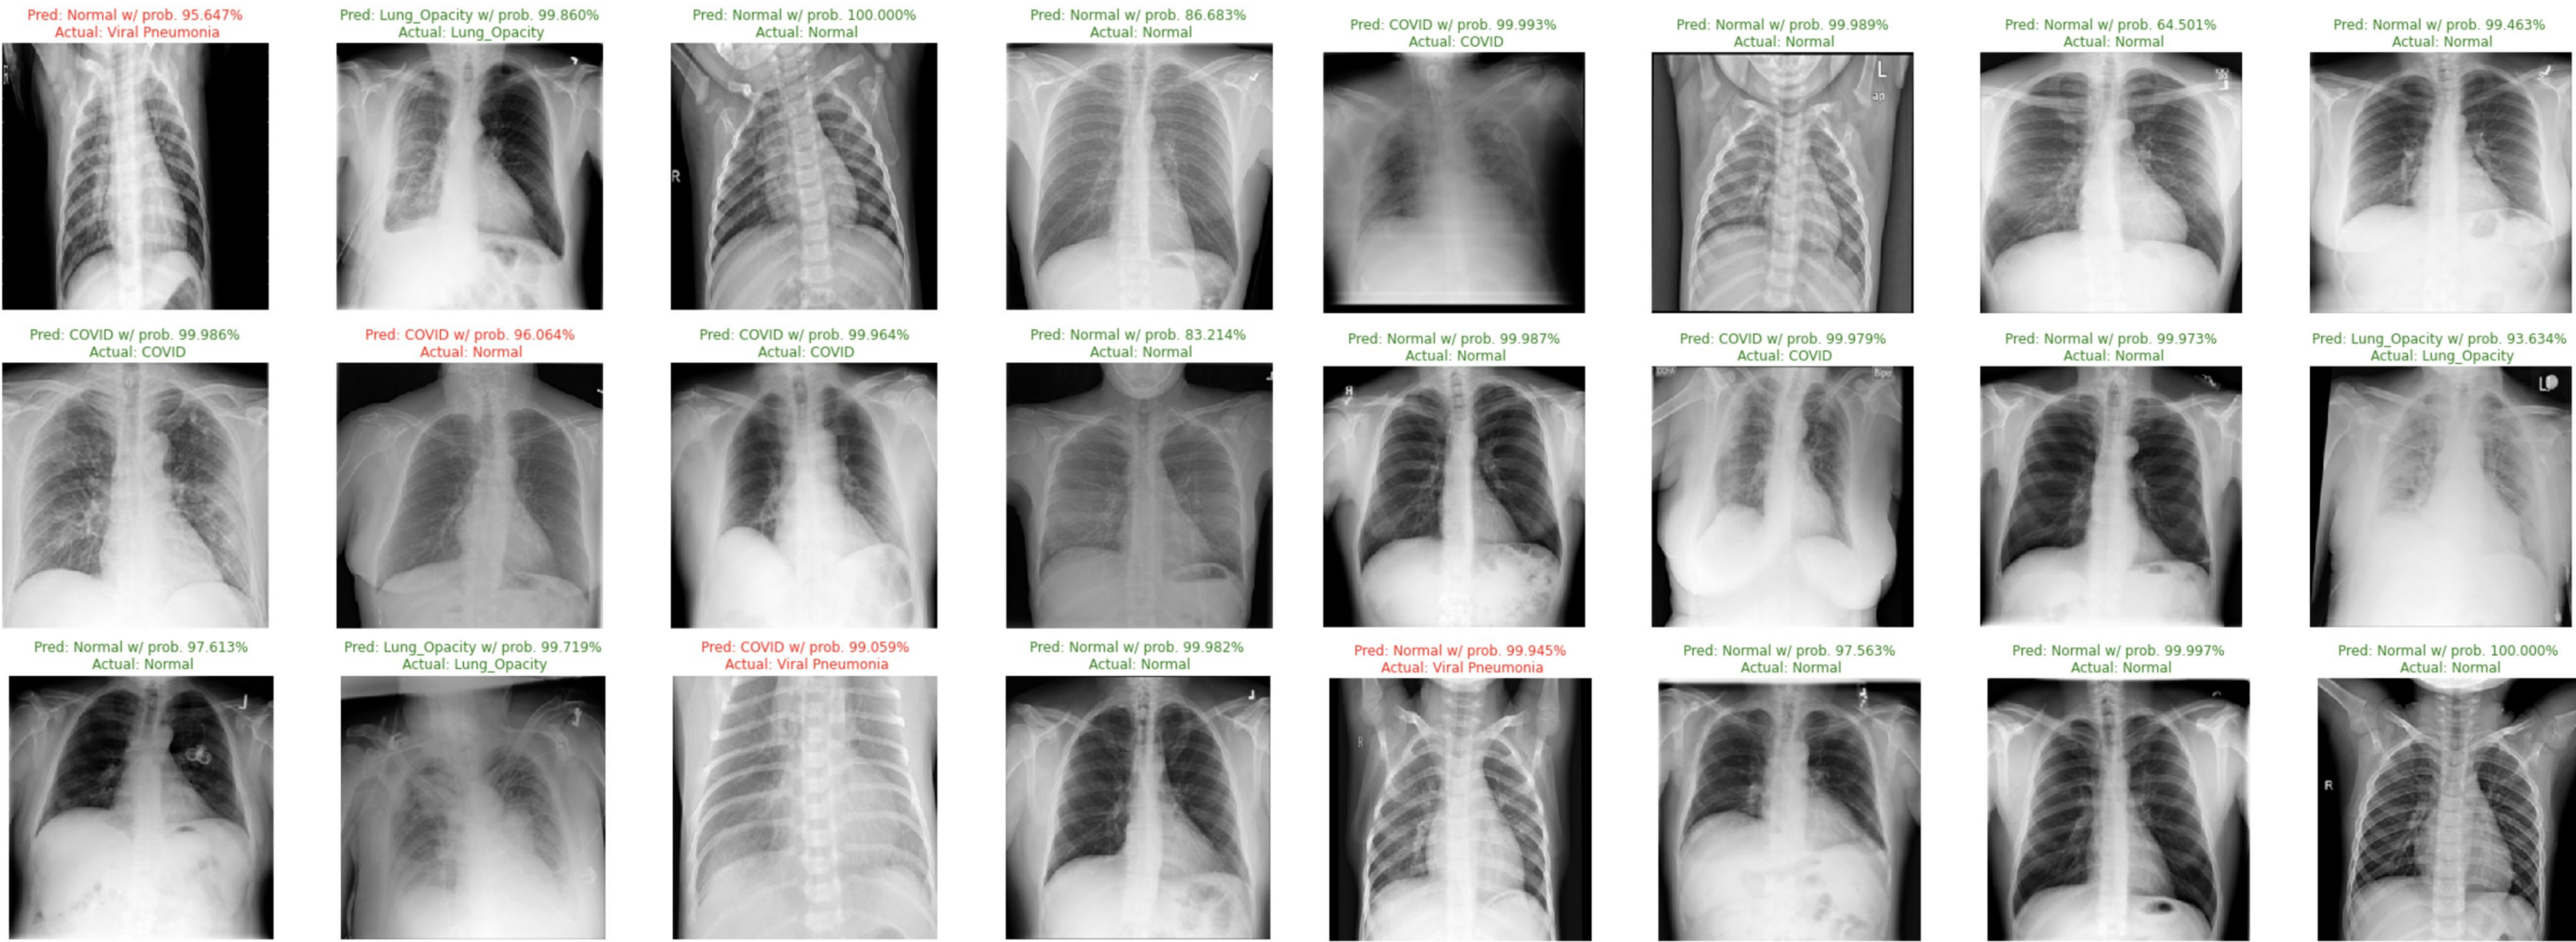 Pred: Normal w/ prob. 95.647%
Actual: Viral Pneumonia
Pred: Lung_Opacity w/ prob. 99.860%
Actual: Lung_Opacity
Pred: Normal w/ prob. 100.000%
Actual: Normal
Pred: Normal w/ prob. 86.683%
Actual: Normal
Pred: COVID w/ prob. 99.993%
Actual: COVID
Pred: Normal w/ prob. 99.989%
Actual: Normal
Pred: Normal w/ prob. 64.501%
Actual: Normal
Pred: Normal w/ prob. 99.463%
Actual: Normal
R
L
ap
Pred: COVID w/ prob. 99.986%
Actual: COVID
Pred: COVID w/ prob. 96.064%
Actual: Normal
Pred: COVID w/ prob. 99.964%
Actual: COVID
Pred: Normal w/ prob. 83.214%
Actual: Normal
Pred: Normal w/ prob. 99.987%
Actual: Normal
Pred: COVID w/ prob. 99.979%
Actual: COVID
Pred: Normal w/ prob. 99.973%
Actual: Normal
Pred: Lung_Opacity w/ prob. 93.634%
Actual: Lung_Opacity
L
Pred: Normal w/ prob. 97.613%
Actual: Normal
Pred: Lung_Opacity w/ prob. 99.719%
Actual: Lung_Opacity
Pred: COVID w/ prob. 99.059%
Actual: Viral Pneumonia
Pred: Normal w/ prob. 99.982%
Actual: Normal
Pred: Normal w/ prob. 99.945%
Actual: Viral Pneumonia
Pred: Normal w/ prob. 97.563%
Actual: Normal
Pred: Normal w/ prob. 99.997%
Actual: Normal
Pred: Normal w/ prob. 100.000%
Actual: Normal
R
R